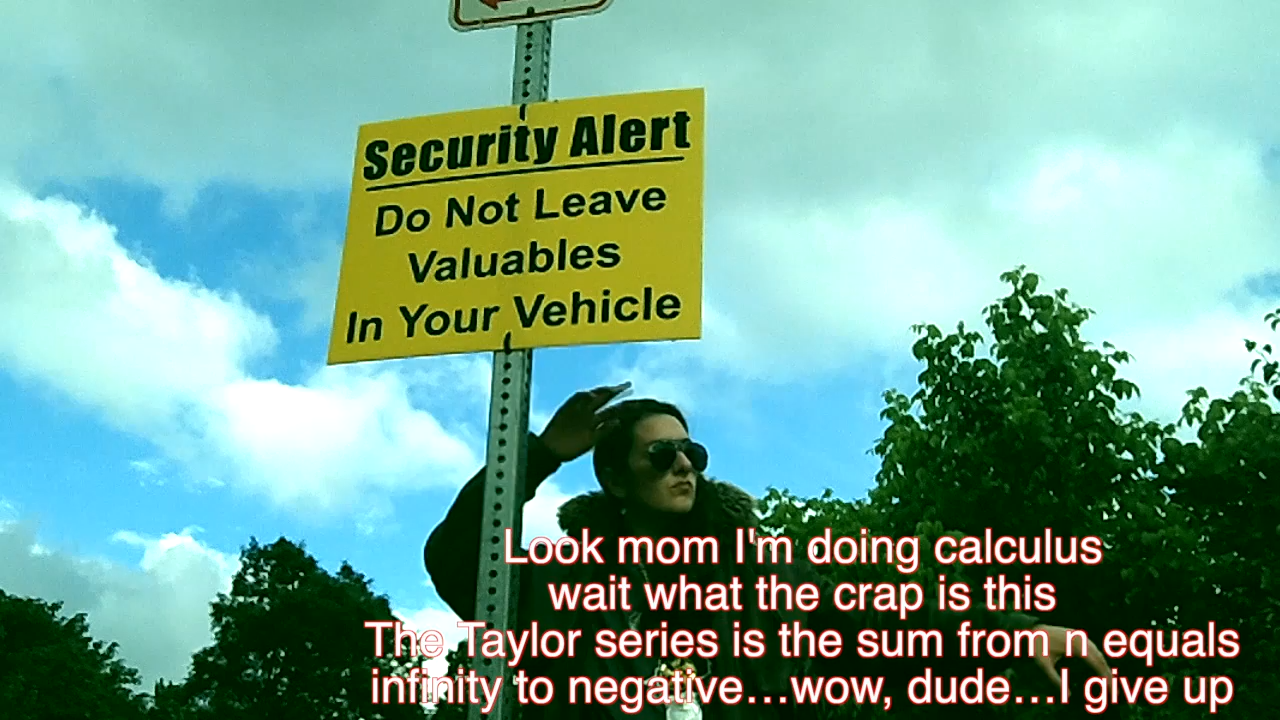 Security Alert
Do Not Leave
Valuables
In Your Vehicle
Look mom I'm doing calculus
wait what the crap is this
The Taylor series is the sum from n equals
infinity to negative...wow, dude...I give up